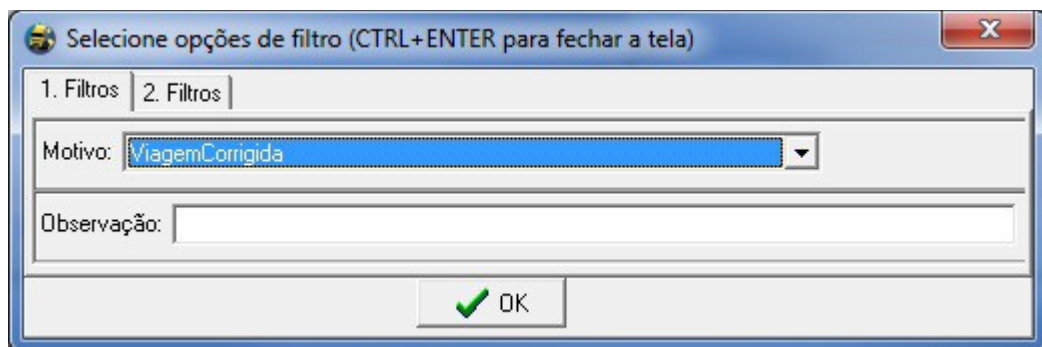 Selecione opções de filtro (CTRL+ENTER para fechar a tela)
1. Filtros 2. Filtros
Motivo: ViagemCorrigida
Observação:
OK